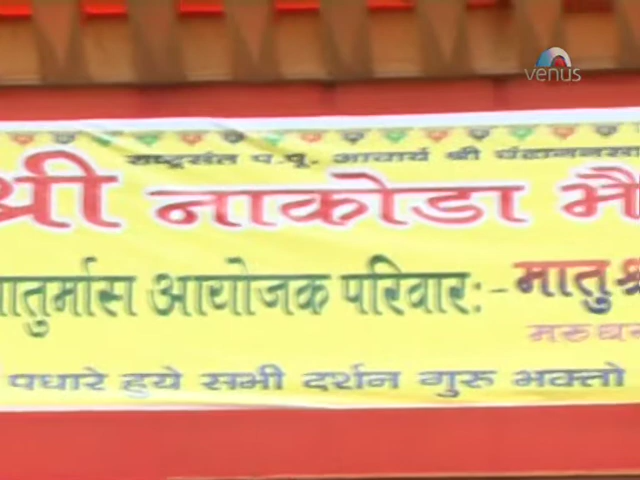 venus
राष्ट्रसंत प.पू. आचार्य श्री
श्री नाकोडा भै
चातुर्मास आयोजक परिवार:- मातुश्री
पधारे हुये सभी दर्शन गुरु भक्तो